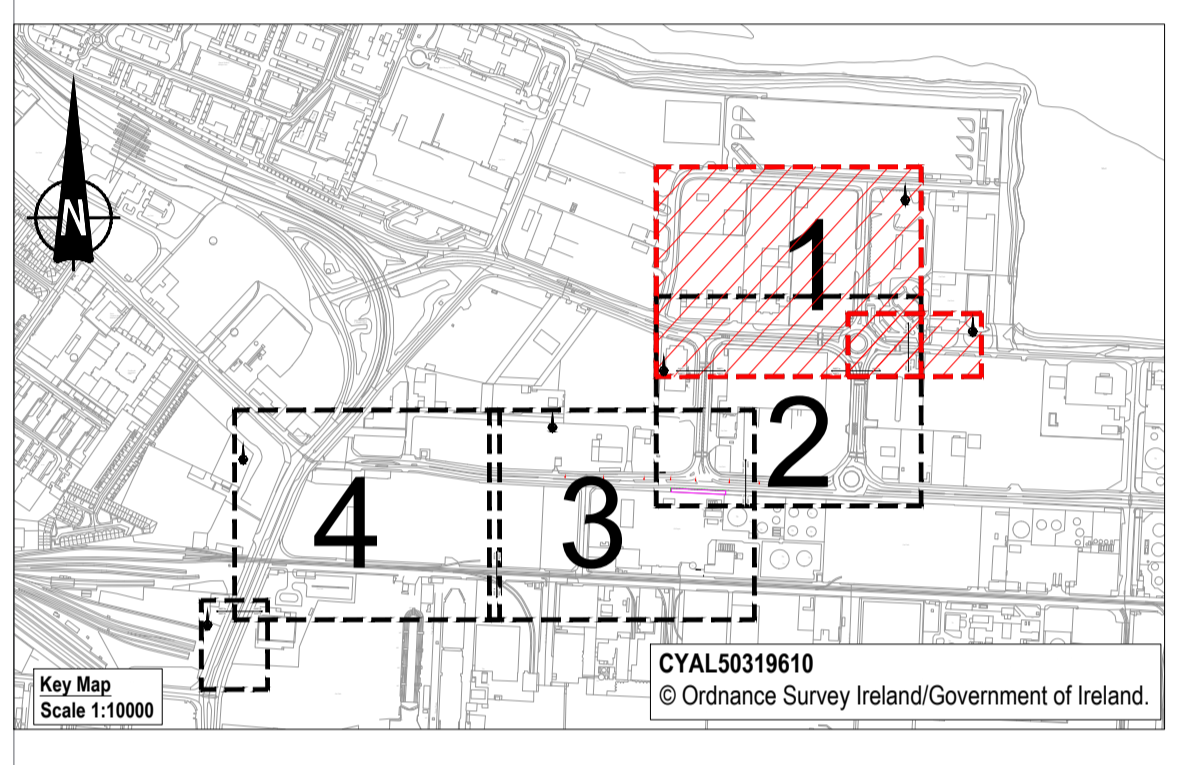 N
1
2
3
4
Key Map
Scale 1:10000
CYAL50319610
© Ordnance Survey Ireland/Government of Ireland.